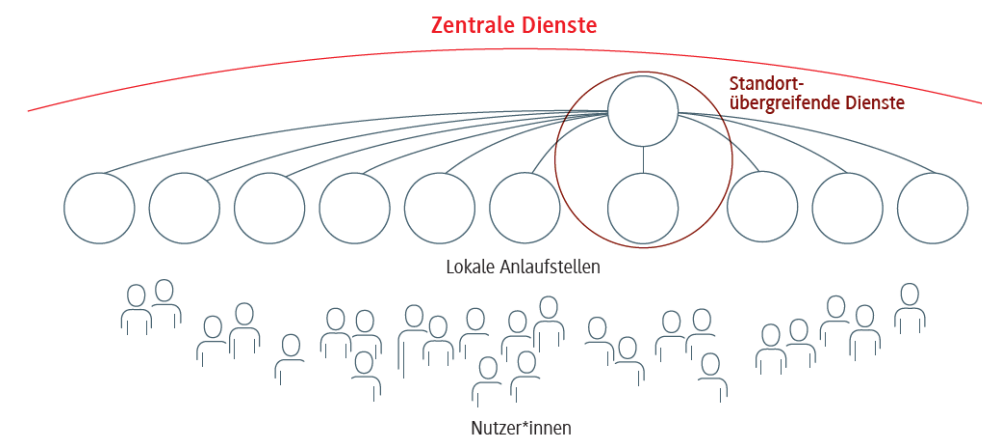 Zentrale Dienste
Standort-
übergreifende Dienste
Lokale Anlaufstellen
Nutzer*innen